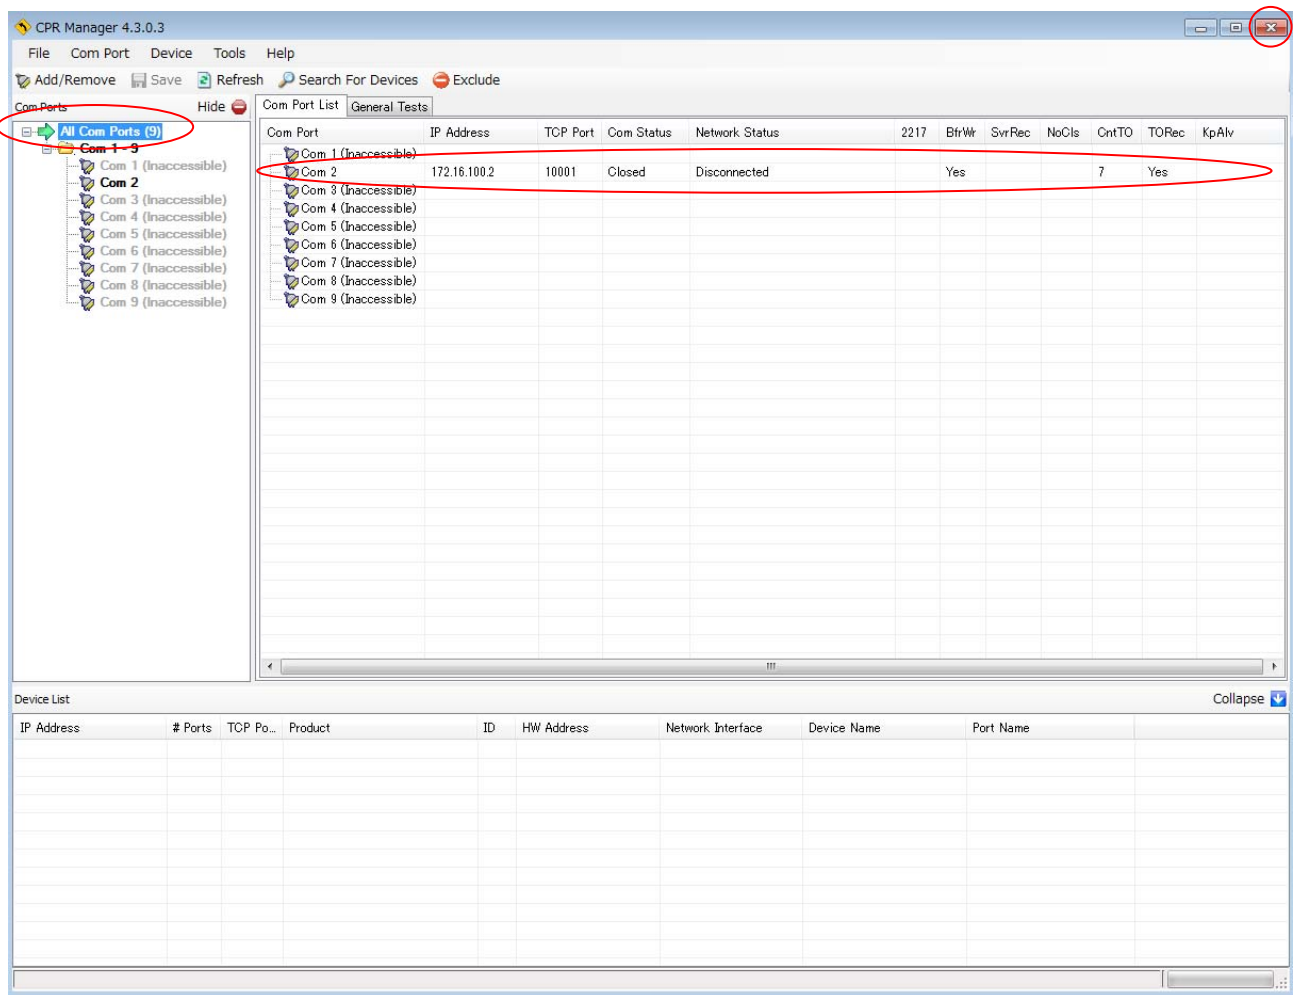 CPR Manager 4.3.0.3
File Com Port Device Tools Help
Add/Remove Save Refresh Search For Devices Exclude
Com Ports Hide
All Com Ports (9)
Com 1 - 9
Com 1 (Inaccessible)
Com 2
Com 3 (Inaccessible)
Com 4 (Inaccessible)
Com 5 (Inaccessible)
Com 6 (Inaccessible)
Com 7 (Inaccessible)
Com 8 (Inaccessible)
Com 9 (Inaccessible)
Com Port List General Tests
Com Port IP Address TCP Port Com Status Network Status 2217 BfrWr SvrRec NoCls CntTO TORec KpAlv
Com 1 (Inaccessible)
Com 2 172.16.100.2 10001 Closed Disconnected Yes 7 Yes
Com 3 (Inaccessible)
Com 4 (Inaccessible)
Com 5 (Inaccessible)
Com 6 (Inaccessible)
Com 7 (Inaccessible)
Com 8 (Inaccessible)
Com 9 (Inaccessible)
Device List Collapse
IP Address # Ports TCP Po... Product ID HW Address Network Interface Device Name Port Name